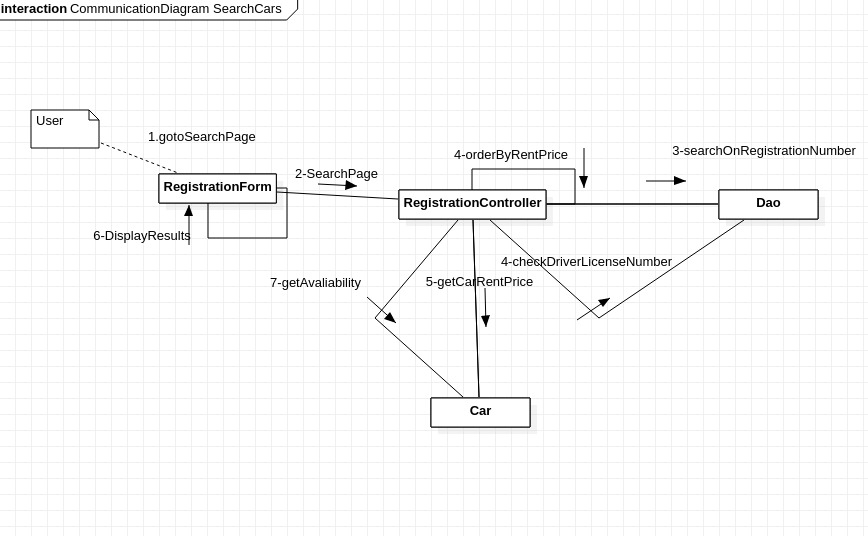 interaction CommunicationDiagram SearchCars
User
1.gotoSearchPage
RegistrationForm
2-SearchPage
4-orderByRentPrice
3-searchOnRegistrationNumber
RegistrationController
Dao
6-DisplayResults
4-checkDriverLicenseNumber
7-getAvaliability
5-getCarRentPrice
Car